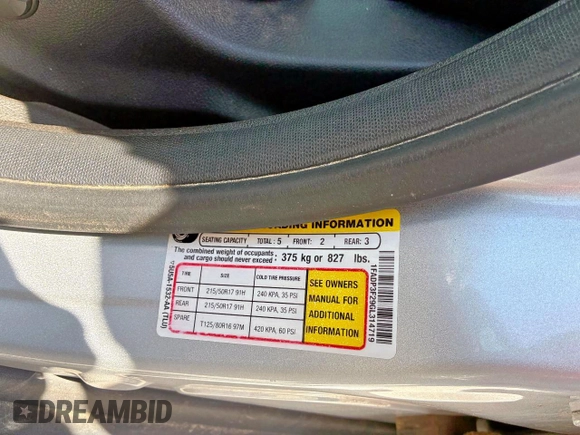 LOADING INFORMATION
SEATING CAPACITY TOTAL: 5 FRONT: 2 REAR: 3
The combined weight of occupants
and cargo should never exceed: 375 kg or 827 lbs.
TIRE SIZE COLD TIRE PRESSURE
FRONT 215/50R17 91H 240 KPA, 35 PSI
REAR 215/50R17 91H 240 KPA, 35 PSI
SPARE T125/80R16 97M 420 KPA, 60 PSI
SEE OWNERS
MANUAL FOR
ADDITIONAL
INFORMATION
1FADP3F29GL314719
DREAMBID